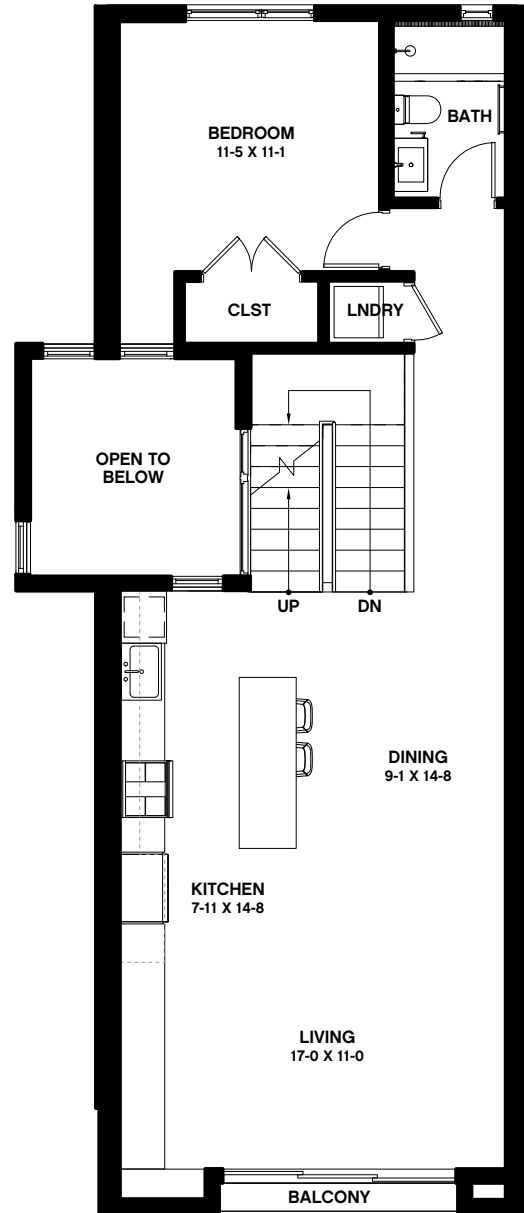 BATH
BEDROOM
11-5 X 11-1
CLST
LNDRY
OPEN TO
BELOW
UP
DN
DINING
9-1 X 14-8
KITCHEN
7-11 X 14-8
LIVING
17-0 X 11-0
BALCONY